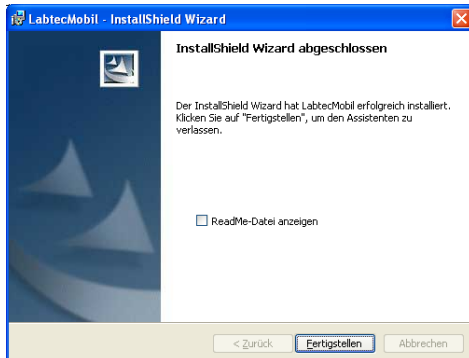 LabtecMobil - InstallShield Wizard
InstallShield Wizard abgeschlossen
Der InstallShield Wizard hat LabtecMobil erfolgreich installiert.
Klicken Sie auf "Fertigstellen", um den Assistenten zu
verlassen.
ReadMe-Datei anzeigen
< Zurück
Fertigstellen
Abbrechen